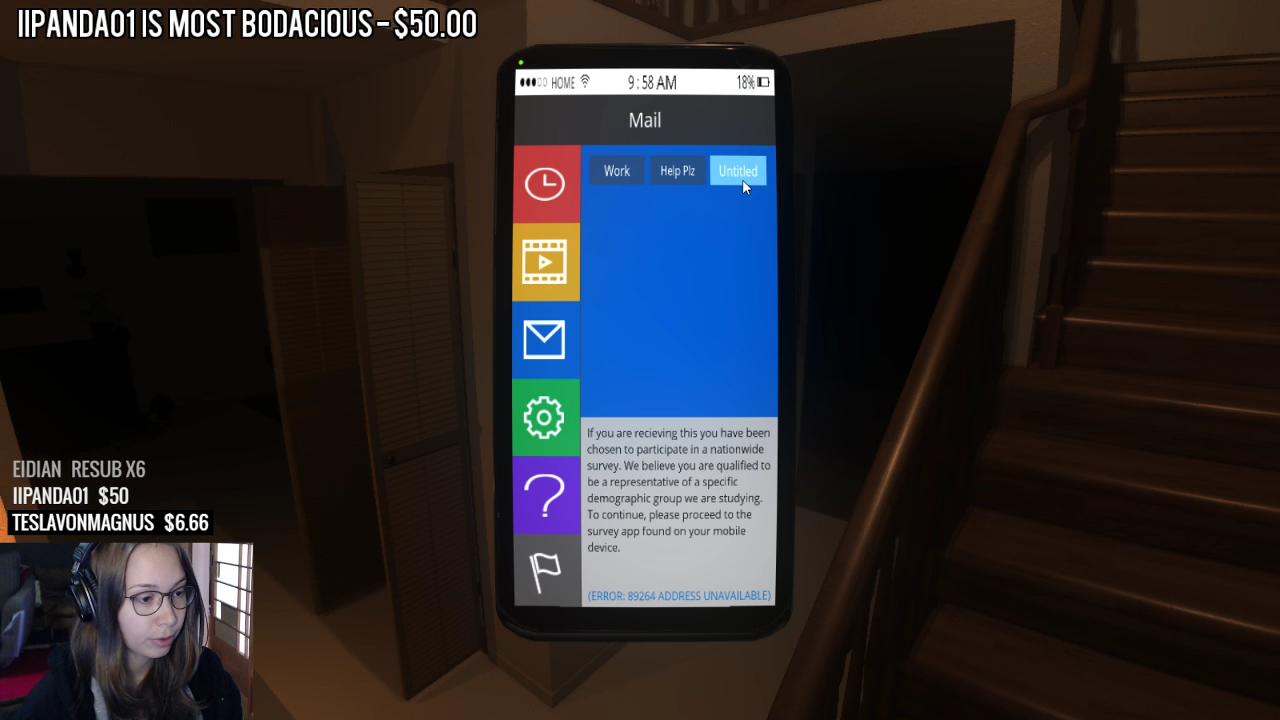 IIPANDA01 IS MOST BODACIOUS - $50.00
HOME 9:58 AM 18%
Mail
Work Help Plz Untitled
If you are recieving this you have been
chosen to participate in a nationwide
survey. We believe you are qualified to
be a representative of a specific
demographic group we are studying.
To continue, please proceed to the
survey app found on your mobile
device.
(ERROR: 89264 ADDRESS UNAVAILABLE)
EIDIAN RESUB X6
IIPANDA01 $50
TESLAVONMAGNUS $6.66